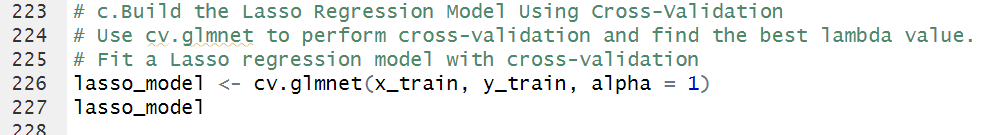 223 # c.Build the Lasso Regression Model Using Cross-Validation
224 # Use cv.glmnet to perform cross-validation and find the best lambda value.
225 # Fit a Lasso regression model with cross-validation
226 lasso_model <- cv.glmnet(x_train, y_train, alpha = 1)
227 lasso_model
228